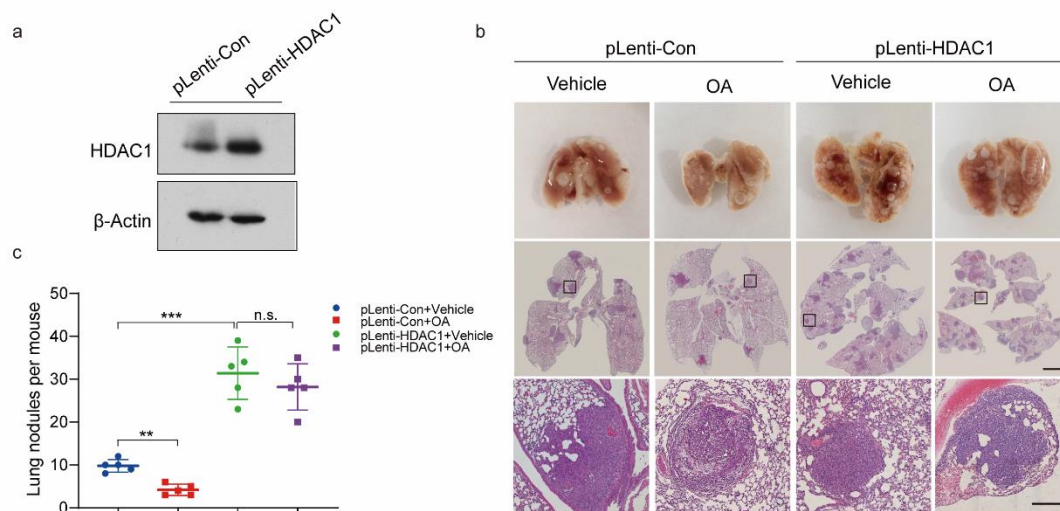 a
pLenti-Con
pLenti-HDAC1
HDAC1
β-Actin
b
pLenti-Con
pLenti-HDAC1
Vehicle
OA
Vehicle
OA
c
Lung nodules per mouse
50
40
30
20
10
0
***
n.s.
**
pLenti-Con+Vehicle
pLenti-Con+OA
pLenti-HDAC1+Vehicle
pLenti-HDAC1+OA